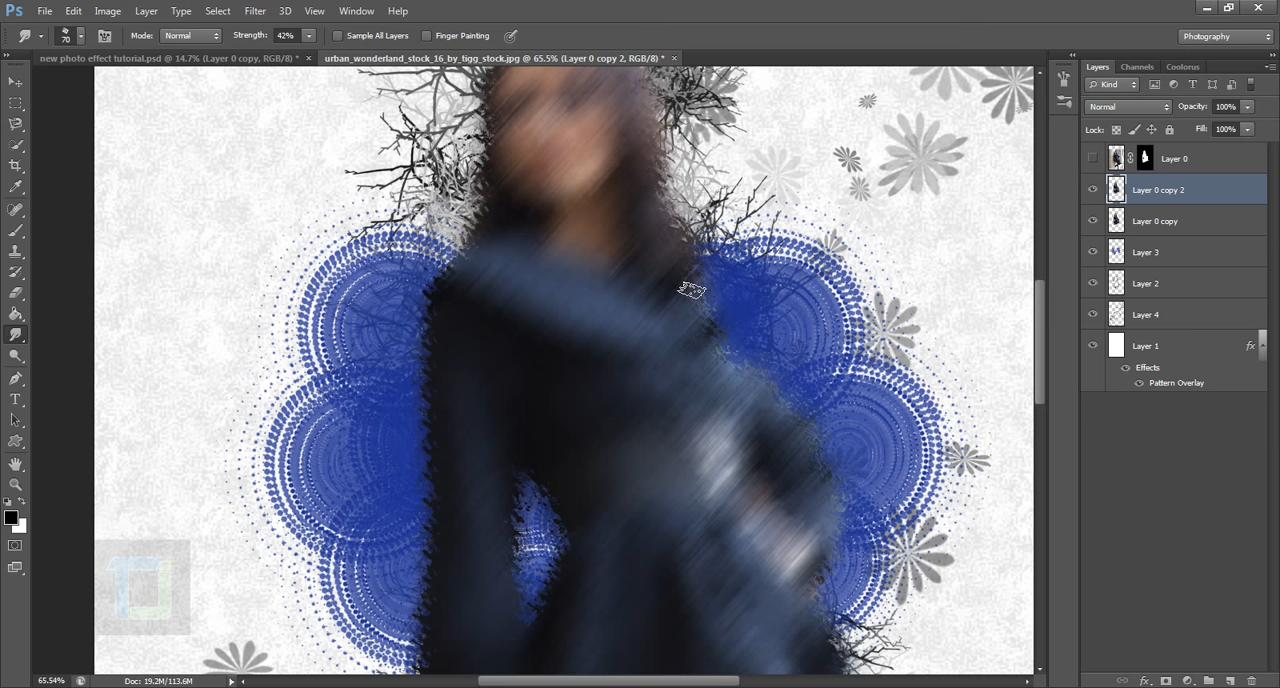 Ps File Edit Image Layer Type Select Filter 3D View Window Help
70 Mode: Normal Strength: 42% Sample All Layers Finger Painting Photography
new photo effect tutorial.psd @ 14.7% (Layer 0 copy, RGB/8) * × urban_wonderland_stock_16_by_tigg_stock.jpg @ 65.5% (Layer 0 copy 2, RGB/8) * ×
Layers Channels Coolorus
Kind
Normal Opacity: 100%
Lock: Fill: 100%
Layer 0
Layer 0 copy 2
Layer 0 copy
Layer 3
Layer 2
Layer 4
Layer 1 fx
Effects
Pattern Overlay
65.54% Doc: 19.2M/113.6M fx